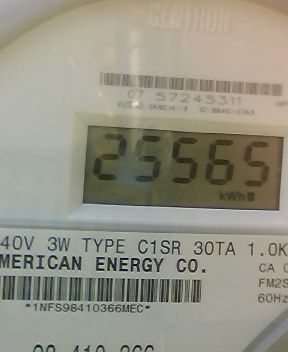 CENTRON
07 57245311
25565
kWh
40V 3W TYPE C1SR 30TA 1.0K
MERICAN ENERGY CO.
CA 0
FM2S
60Hz
*1NFS98410366MEC*